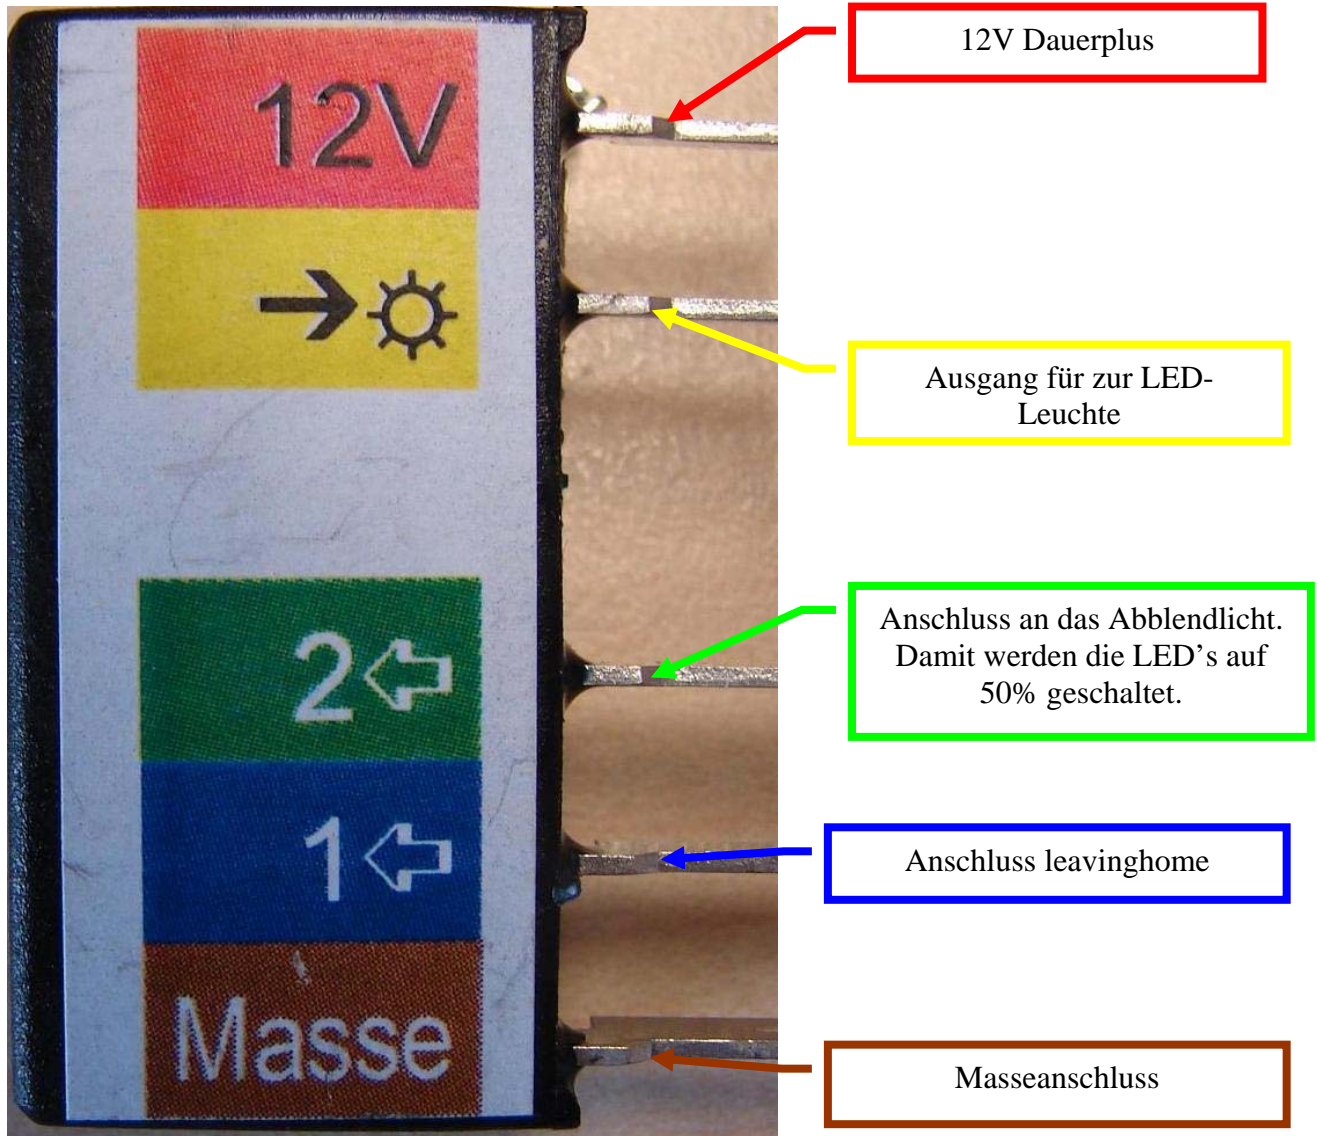 12V
12V Dauerplus
Ausgang für zur LED-
Leuchte
2
Anschluss an das Abblendlicht.
Damit werden die LED’s auf
50% geschaltet.
1
Anschluss leavinghome
Masse
Masseanschluss